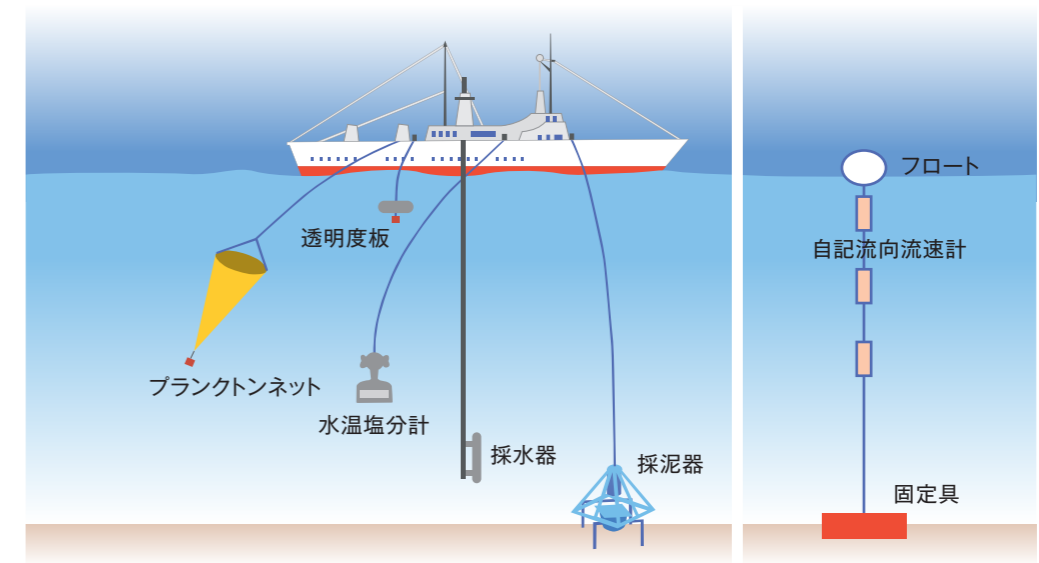 フロート
透明度板
自記流向流速計
プランクトンネット
水温塩分計
採水器
採泥器
固定具